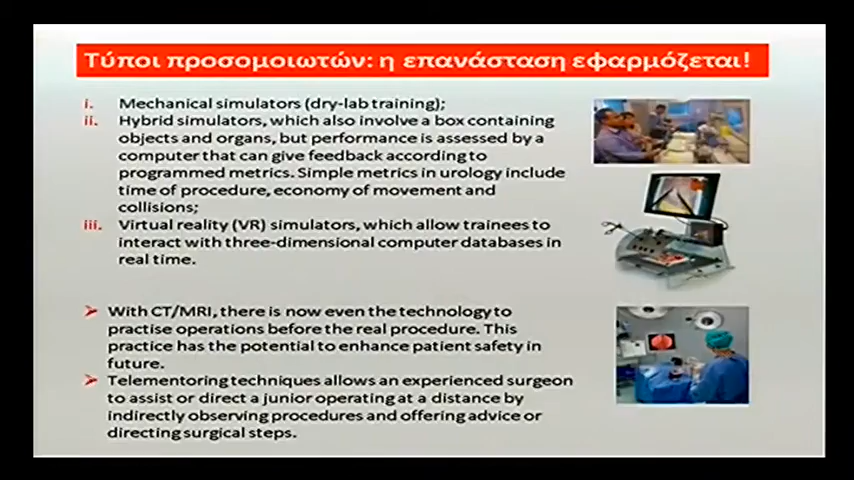 Τύποι προσομοιωτών: η επανάσταση εφαρμόζεται!
i. Mechanical simulators (dry-lab training);
ii. Hybrid simulators, which also involve a box containing
objects and organs, but performance is assessed by a
computer that can give feedback according to
programmed metrics. Simple metrics in urology include
time of procedure, economy of movement and
collisions;
iii. Virtual reality (VR) simulators, which allow trainees to
interact with three-dimensional computer databases in
real time.
➢ With CT/MRI, there is now even the technology to
practise operations before the real procedure. This
practice has the potential to enhance patient safety in
future.
➢ Telementoring techniques allows an experienced surgeon
to assist or direct a junior operating at a distance by
indirectly observing procedures and offering advice or
directing surgical steps.